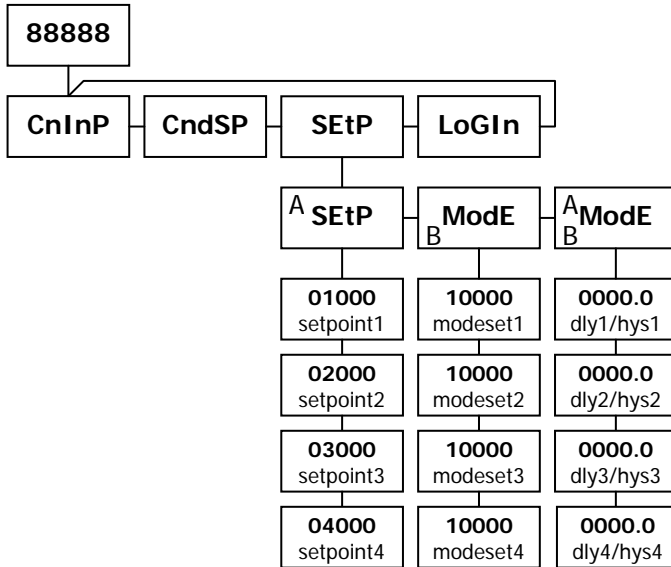 88888
CnInP CndSP SEtP LoGIn
A SEtP B ModE A B ModE
01000 10000 0000.0
setpoint1 modeset1 dly1/hys1
02000 10000 0000.0
setpoint2 modeset2 dly2/hys2
03000 10000 0000.0
setpoint3 modeset3 dly3/hys3
04000 10000 0000.0
setpoint4 modeset4 dly4/hys4